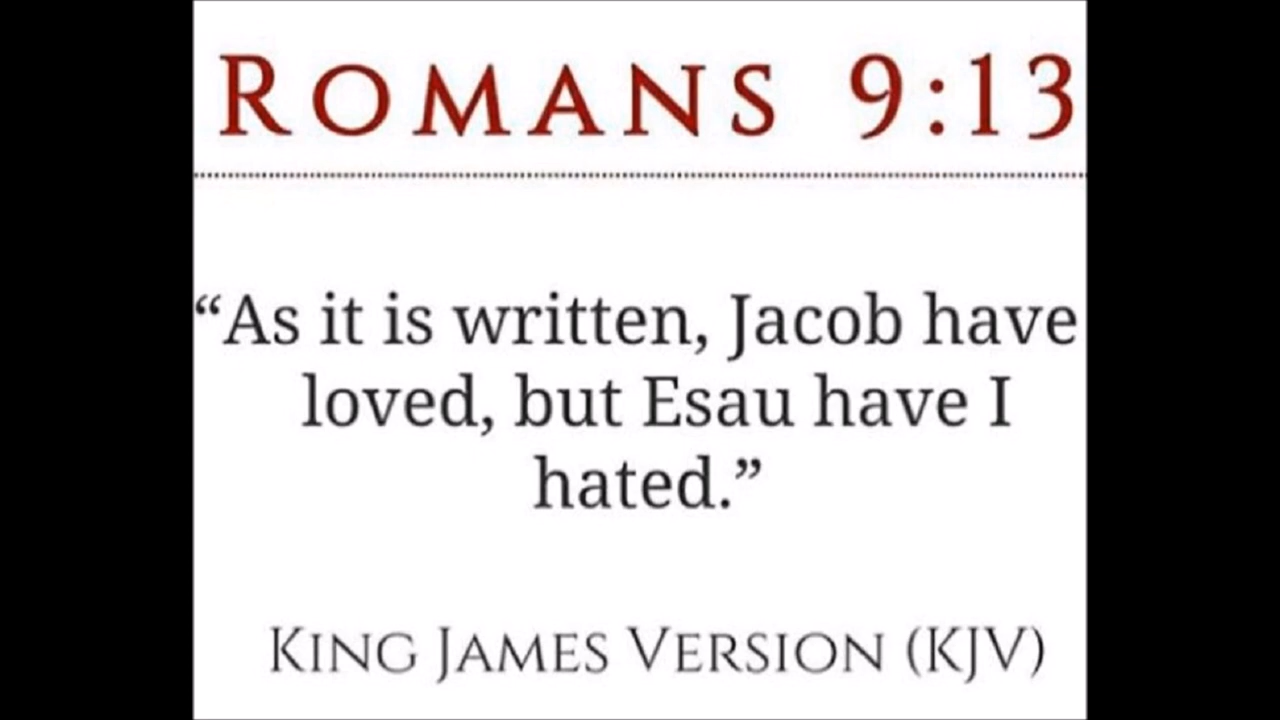 ROMANS 9:13
“As it is written, Jacob have
loved, but Esau have I
hated.”
KING JAMES VERSION (KJV)